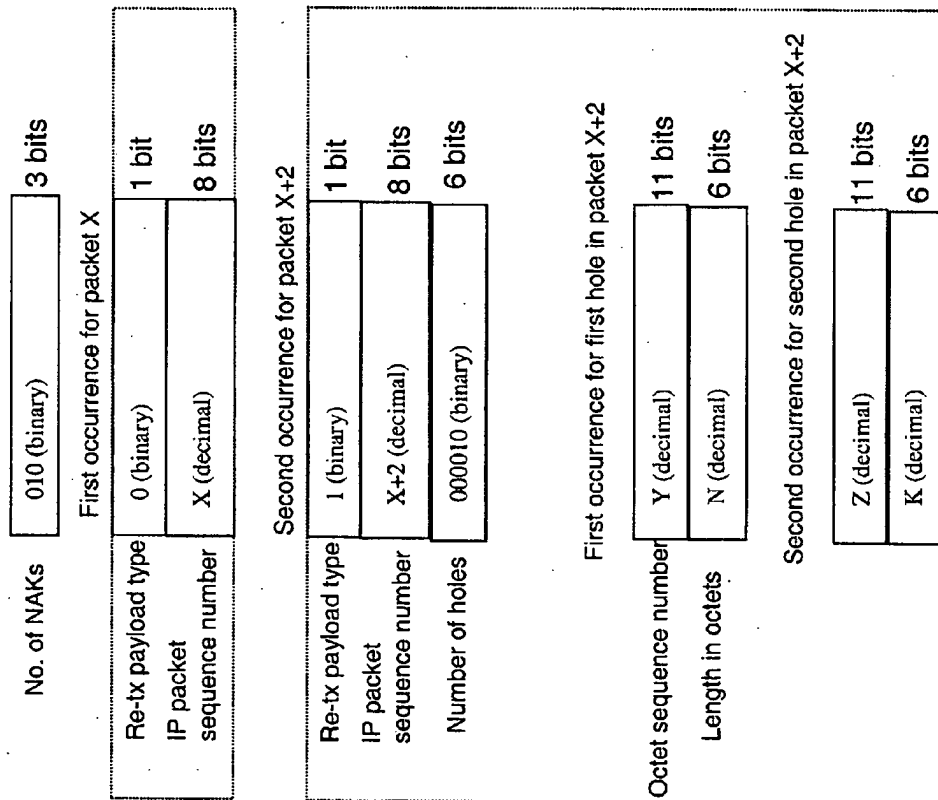 No. of NAKs 010 (binary) 3 bits
First occurrence for packet X
Re-tx payload type 0 (binary) 1 bit
IP packet
sequence number X (decimal) 8 bits
Second occurrence for packet X+2
Re-tx payload type 1 (binary) 1 bit
IP packet
sequence number X+2 (decimal) 8 bits
Number of holes 000010 (binary) 6 bits
First occurrence for first hole in packet X+2
Octet sequence number Y (decimal) 11 bits
Length in octets N (decimal) 6 bits
Second occurrence for second hole in packet X+2
Z (decimal) 11 bits
K (decimal) 6 bits